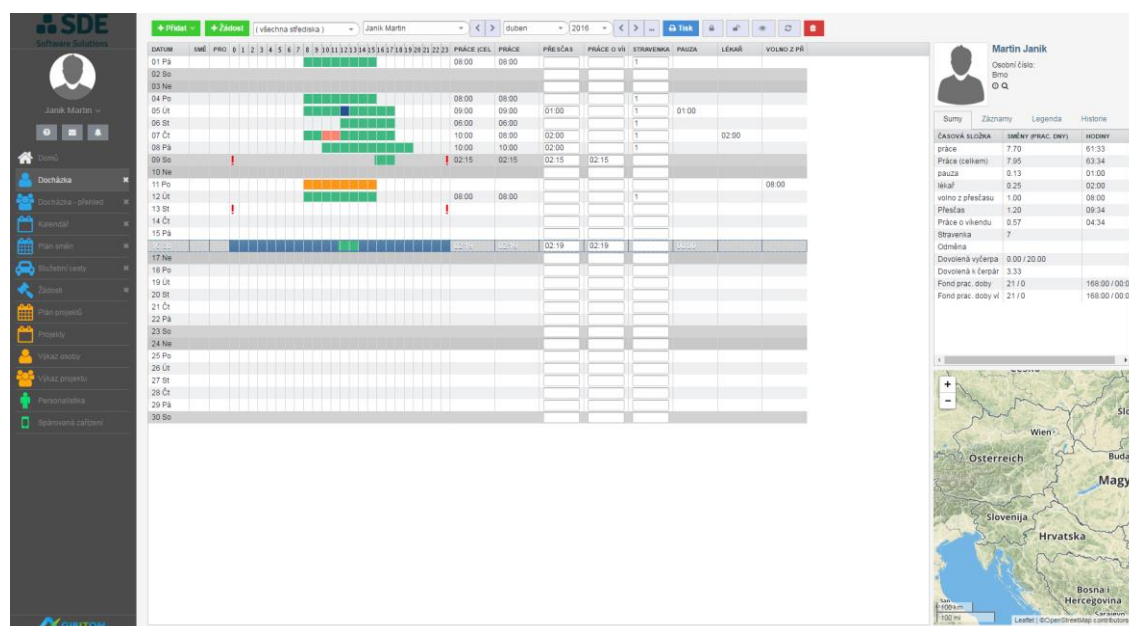 SDE
Software Solutions
Janik Martin
Domů
Docházka
Docházka - přehled
Kalendář
Plán směn
Služební cesty
Žádosti
Plán projektů
Projekty
Výkaz osoby
Výkaz projektu
Personalistika
Spárovaná zařízení
+ Přidat + Žádost ( všechna střediska ) Janik Martin < > duben 2016 < > ... Tisk
DATUM SMĚ PRO 0 1 2 3 4 5 6 7 8 9 10 11 12 13 14 15 16 17 18 19 20 21 22 23 PRÁCE (CEL PRÁCE PŘESČAS PRÁCE O VÍ STRAVENKA PAUZA LÉKAŘ VOLNO Z PŘ
01 Pá 08:00 08:00 1
02 So
03 Ne
04 Po 08:00 08:00 1
05 Út 09:00 09:00 01:00 1 01:00
06 St 06:00 06:00 1
07 Čt 10:00 08:00 02:00 1 02:00
08 Pá 10:00 10:00 02:00 1
09 So ! ! 02:15 02:15 02:15 02:15
10 Ne
11 Po 08:00
12 Út 08:00 08:00 1
13 St ! !
14 Čt
15 Pá
02:19 02:19
17 Ne
18 Po
19 Út
20 St
21 Čt
22 Pá
23 So
24 Ne
25 Po
26 Út
27 St
28 Čt
29 Pá
30 So
Martin Janik
Osobní číslo:
Brno
Sumy Záznamy Legenda Historie
ČASOVÁ SLOŽKA SMĚNY (PRAC. DNY) HODINY
práce 7.70 61:33
Práce (celkem) 7.95 63:34
pauza 0.13 01:00
lékař 0.25 02:00
volno z přesčasu 1.00 08:00
Přesčas 1.20 09:34
Práce o víkendu 0.57 04:34
Stravenka 7
Odměna
Dovolená vyčerpa 0.00 / 20.00
Dovolená k čerpár 3.33
Fond prac. doby 21 / 0 168:00 / 00:0
Fond prac. doby vl 21 / 0 168:00 / 00:0
+
−
Wien
Österreich
Buda
Magy
Slovenija
Hrvatska
Bosna i
Hercegovina
Sarajevo
100 km
100 mi
Leaflet | ©OpenStreetMap contributors